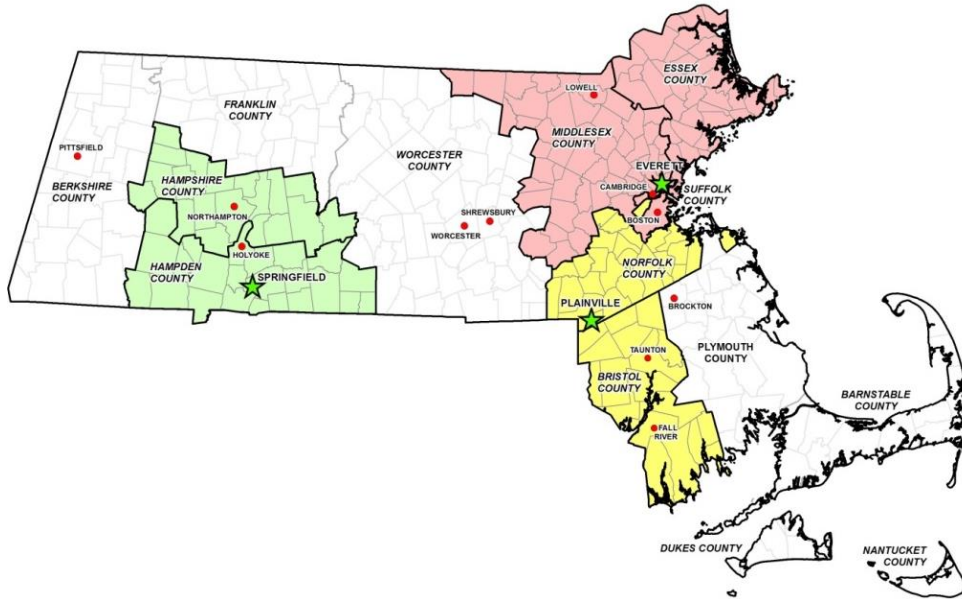 ESSEX
COUNTY
LOWELL
FRANKLIN
COUNTY
MIDDLESEX
COUNTY
PITTSFIELD
WORCESTER
COUNTY
EVERETT
HAMPSHIRE
COUNTY
BERKSHIRE
COUNTY
CAMBRIDGE
SUFFOLK
COUNTY
NORTHAMPTON
SHREWSBURY
BOSTON
WORCESTER
HOLYOKE
HAMPDEN
COUNTY
SPRINGFIELD
NORFOLK
COUNTY
PLAINVILLE
BROCKTON
TAUNTON
PLYMOUTH
COUNTY
BRISTOL
COUNTY
BARNSTABLE
COUNTY
FALL
RIVER
DUKES COUNTY
NANTUCKET
COUNTY